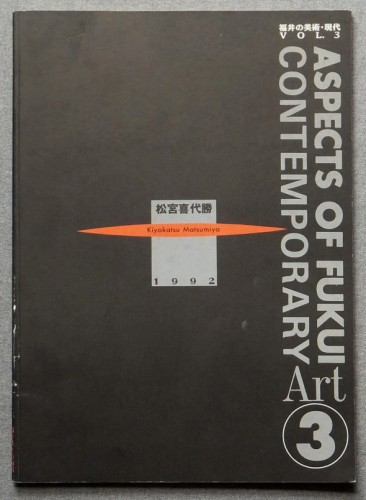 福井の美術・現代
VOL.3
ASPECTS OF FUKUI
CONTEMPORARY
Art
3
松宮喜代勝
Kiyokatsu Matsumiya
1992